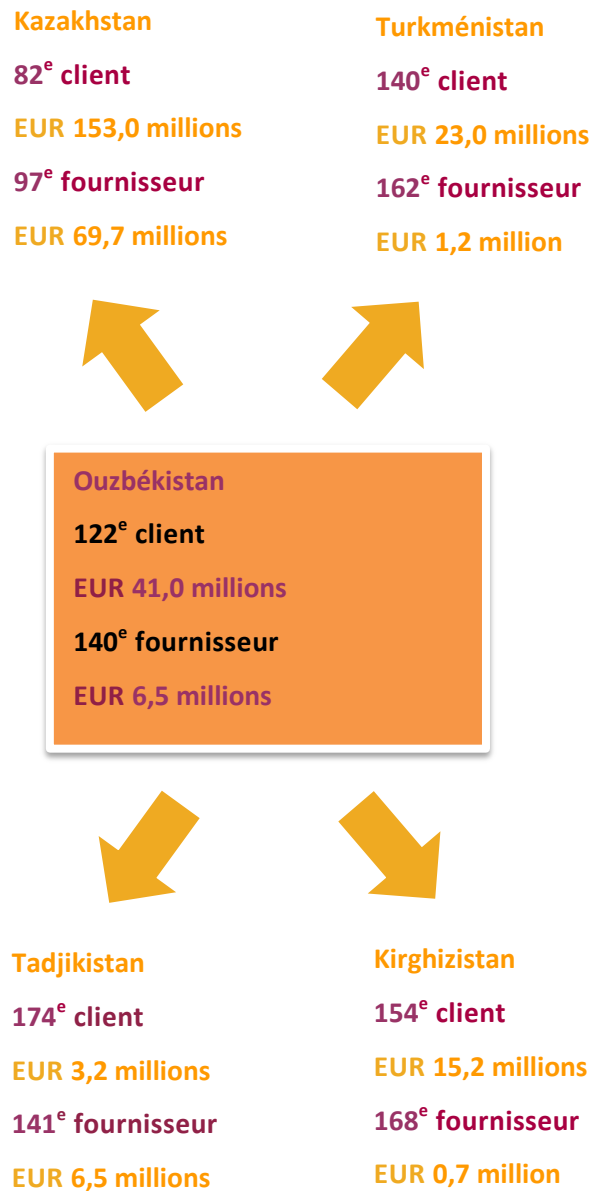 Kazakhstan
82e client
EUR 153,0 millions
97e fournisseur
EUR 69,7 millions
Turkménistan
140e client
EUR 23,0 millions
162e fournisseur
EUR 1,2 million
Ouzbékistan
122e client
EUR 41,0 millions
140e fournisseur
EUR 6,5 millions
Tadjikistan
174e client
EUR 3,2 millions
141e fournisseur
EUR 6,5 millions
Kirghizistan
154e client
EUR 15,2 millions
168e fournisseur
EUR 0,7 million